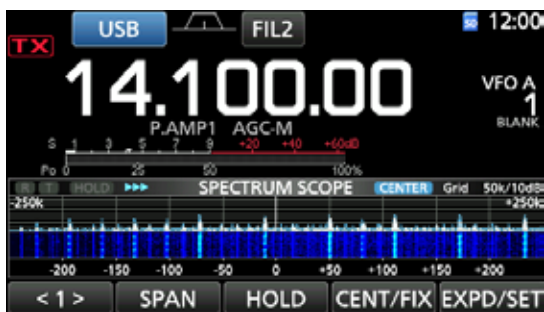 USB FIL2 12:00
TX
14.100.00
VFO A
1
P.AMP1 AGC-M
BLANK
S 1 3 5 7 9 +20 +40 +60dB
Po 0 25 50 100%
R T HOLD SPECTRUM SCOPE CENTER Grid 50k/10dB
-250k +250k
-200 -150 -100 -50 0 +50 +100 +150 +200
< 1 > SPAN HOLD CENT/FIX EXPD/SET